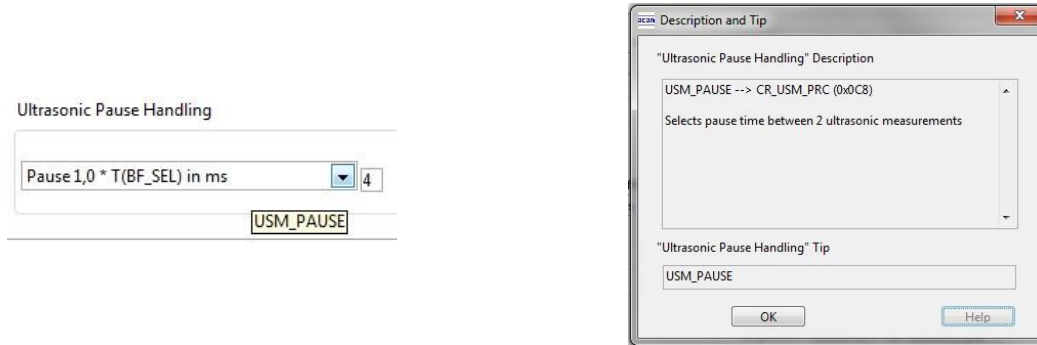 Ultrasonic Pause Handling
Pause 1,0 * T(BF_SEL) in ms
4
USM_PAUSE
acam Description and Tip
"Ultrasonic Pause Handling" Description
USM_PAUSE --> CR_USM_PRC (0x0C8)
Selects pause time between 2 ultrasonic measurements
"Ultrasonic Pause Handling" Tip
USM_PAUSE
OK
Help